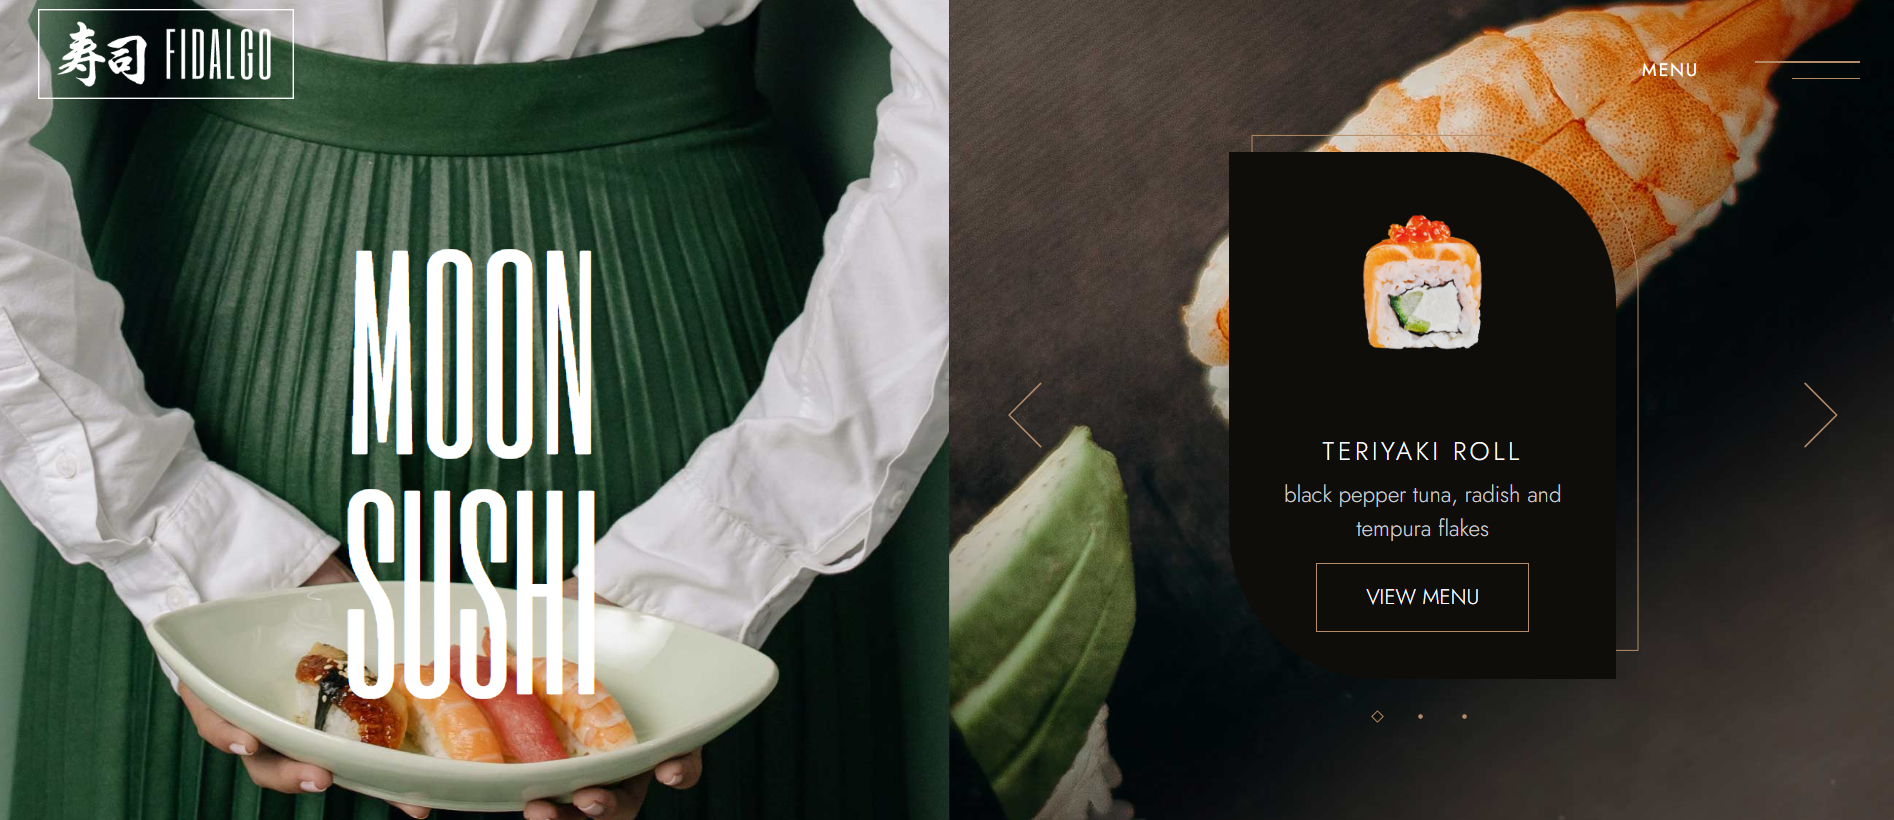 寿司 FIDALGO
MOON
SUSHI
MENU
TERIYAKI ROLL
black pepper tuna, radish and
tempura flakes
VIEW MENU